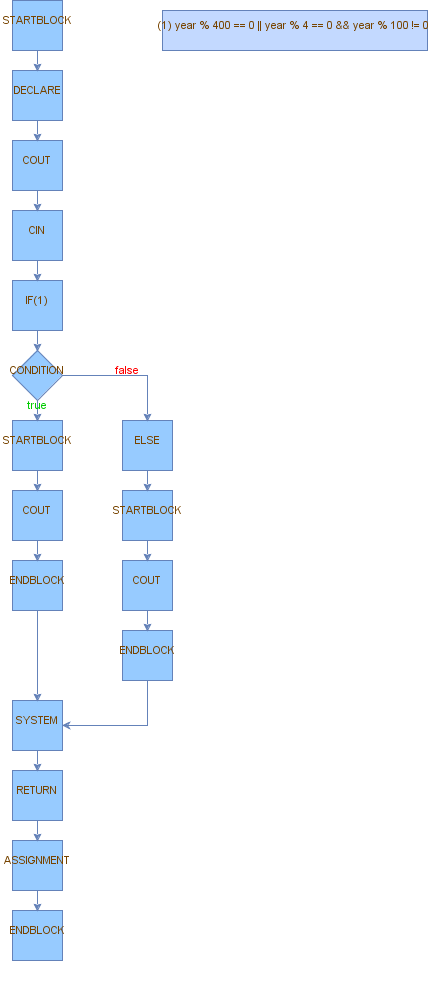 STARTBLOCK
(1) year % 400 == 0 || year % 4 == 0 && year % 100 != 0
DECLARE
COUT
CIN
IF(1)
CONDITION
false
true
STARTBLOCK
ELSE
COUT
STARTBLOCK
ENDBLOCK
COUT
ENDBLOCK
SYSTEM
RETURN
ASSIGNMENT
ENDBLOCK